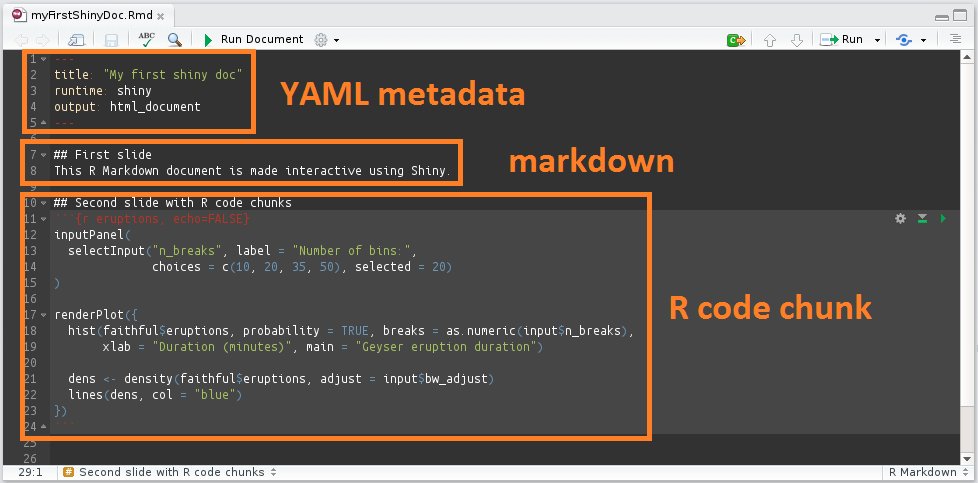 myFirstShinyDoc.Rmd
ABC Run Document C Run
1 ---
2 title: "My first shiny doc"
3 runtime: shiny
4 output: html_document
5 ---
YAML metadata
6
7 ## First slide
8 This R Markdown document is made interactive using Shiny.
markdown
9
10 ## Second slide with R code chunks
11 ```{r eruptions, echo=FALSE}
12 inputPanel(
13   selectInput("n_breaks", label = "Number of bins:",
14               choices = c(10, 20, 35, 50), selected = 20)
15 )
16
17 renderPlot({
18   hist(faithful$eruptions, probability = TRUE, breaks = as.numeric(input$n_breaks),
19        xlab = "Duration (minutes)", main = "Geyser eruption duration")
20
21   dens <- density(faithful$eruptions, adjust = input$bw_adjust)
22   lines(dens, col = "blue")
23 })
24 ```
R code chunk
25
26
29:1 # Second slide with R code chunks R Markdown